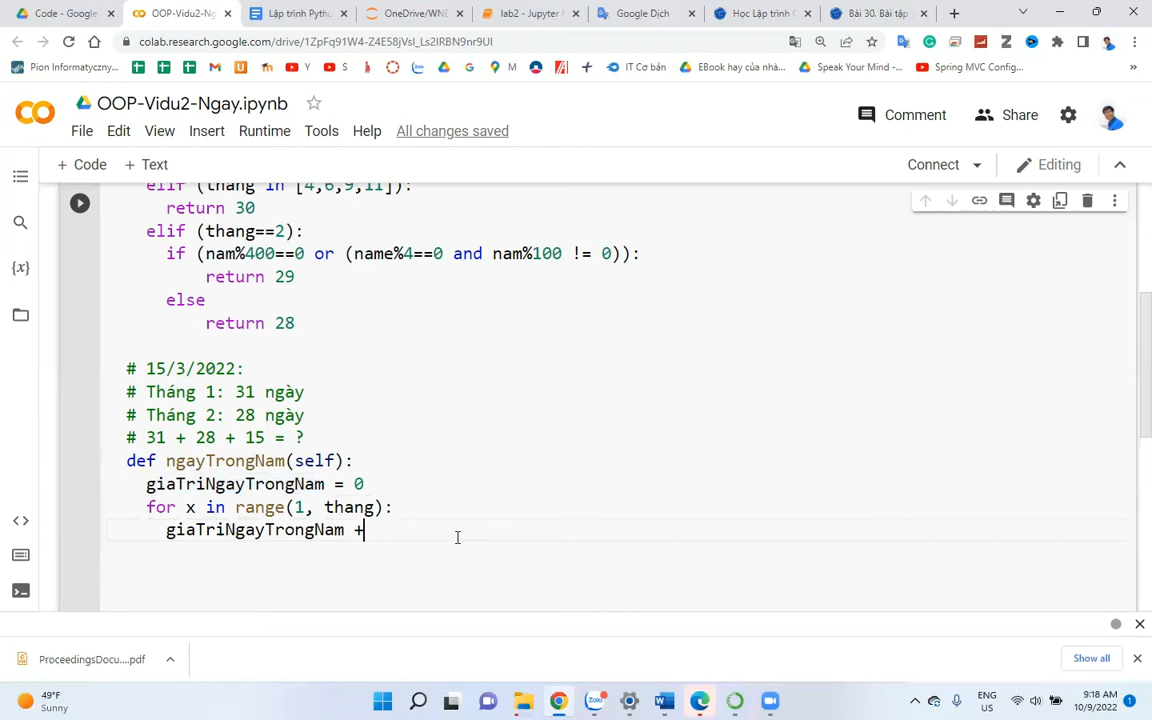 Code - Google
OOP-Vidu2-Ng
Lập trình Pytho
OneDrive/WNE
lab2 - Jupyter
Google Dịch
Học Lập trình C
Bài 30. Bài tập
colab.research.google.com/drive/1ZpFq91W4-Z4E58jVsI_Ls2IRBN9nr9UI
Pion Informatyczny...
M
Y
S
G
M
IT Cơ bản
EBook hay của nhà...
Speak Your Mind -...
Spring MVC Config...
OOP-Vidu2-Ngay.ipynb
Comment
Share
File
Edit
View
Insert
Runtime
Tools
Help
All changes saved
+ Code
+ Text
Connect
Editing
elif (thang in [4,6,9,11]):
return 30
elif (thang==2):
if (nam%400==0 or (name%4==0 and nam%100 != 0)):
return 29
else
return 28
# 15/3/2022:
# Tháng 1: 31 ngày
# Tháng 2: 28 ngày
# 31 + 28 + 15 = ?
def ngayTrongNam(self):
giaTriNgayTrongNam = 0
for x in range(1, thang):
giaTriNgayTrongNam +
ProceedingsDocu....pdf
Show all
49°F
Sunny
ENG
US
9:18 AM
10/9/2022